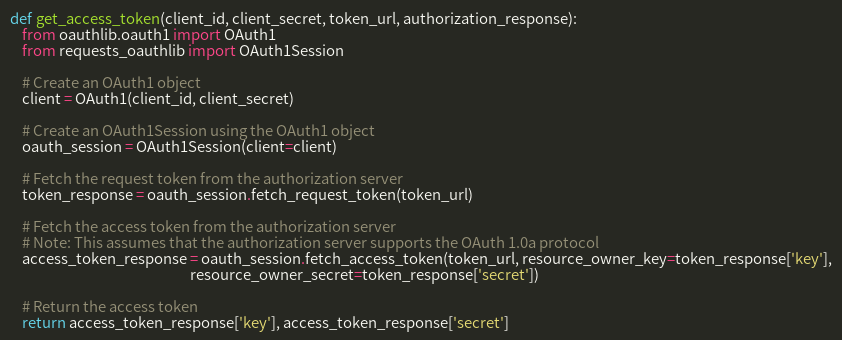 def get_access_token(client_id, client_secret, token_url, authorization_response):
    from oauthlib.oauth1 import OAuth1
    from requests_oauthlib import OAuth1Session

    # Create an OAuth1 object
    client = OAuth1(client_id, client_secret)

    # Create an OAuth1Session using the OAuth1 object
    oauth_session = OAuth1Session(client=client)

    # Fetch the request token from the authorization server
    token_response = oauth_session.fetch_request_token(token_url)

    # Fetch the access token from the authorization server
    # Note: This assumes that the authorization server supports the OAuth 1.0a protocol
    access_token_response = oauth_session.fetch_access_token(token_url, resource_owner_key=token_response['key'],
                                                             resource_owner_secret=token_response['secret'])

    # Return the access token
    return access_token_response['key'], access_token_response['secret']